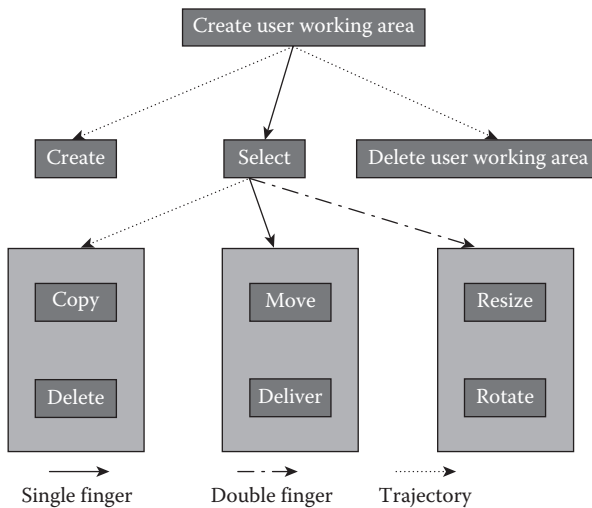 Create user working area
Create
Select
Delete user working area
Copy
Move
Resize
Delete
Deliver
Rotate
Single finger
Double finger
Trajectory